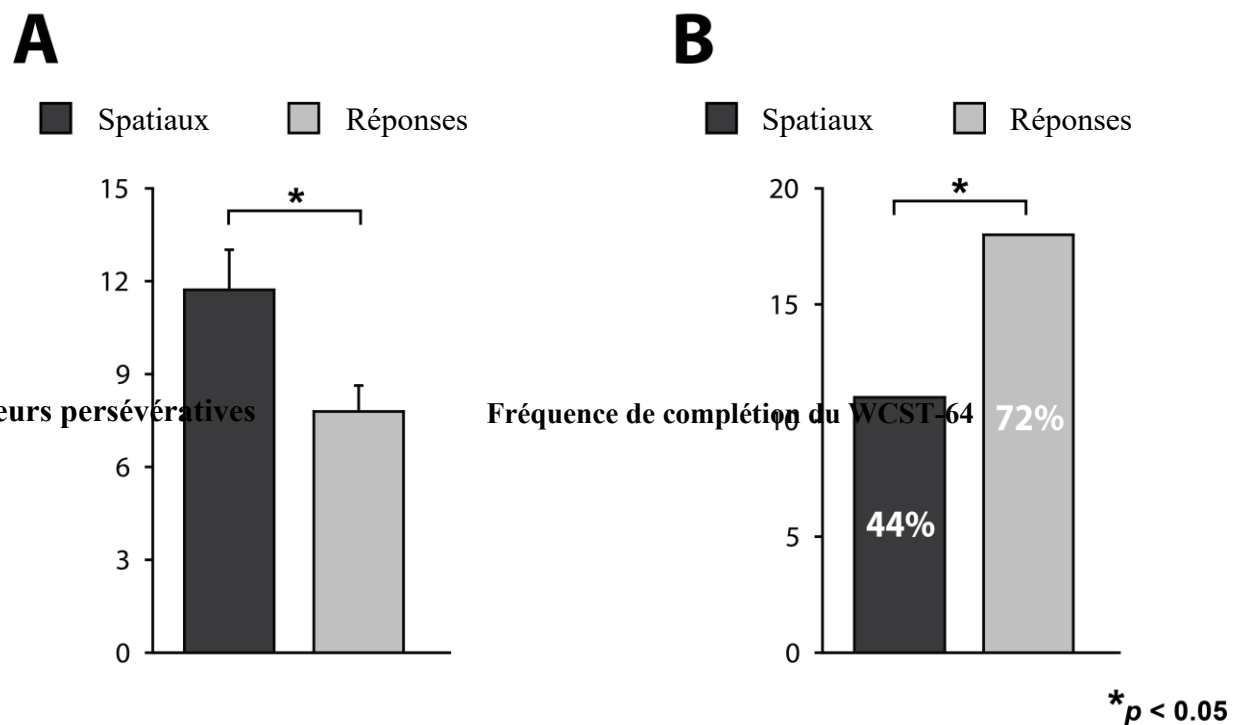 A
Spatiaux Réponses
15
*
12
9
eurs persévératives
6
3
0
B
Spatiaux Réponses
20
*
15
Fréquence de complétion du WCST-64
10
72%
44%
5
0
*p < 0.05